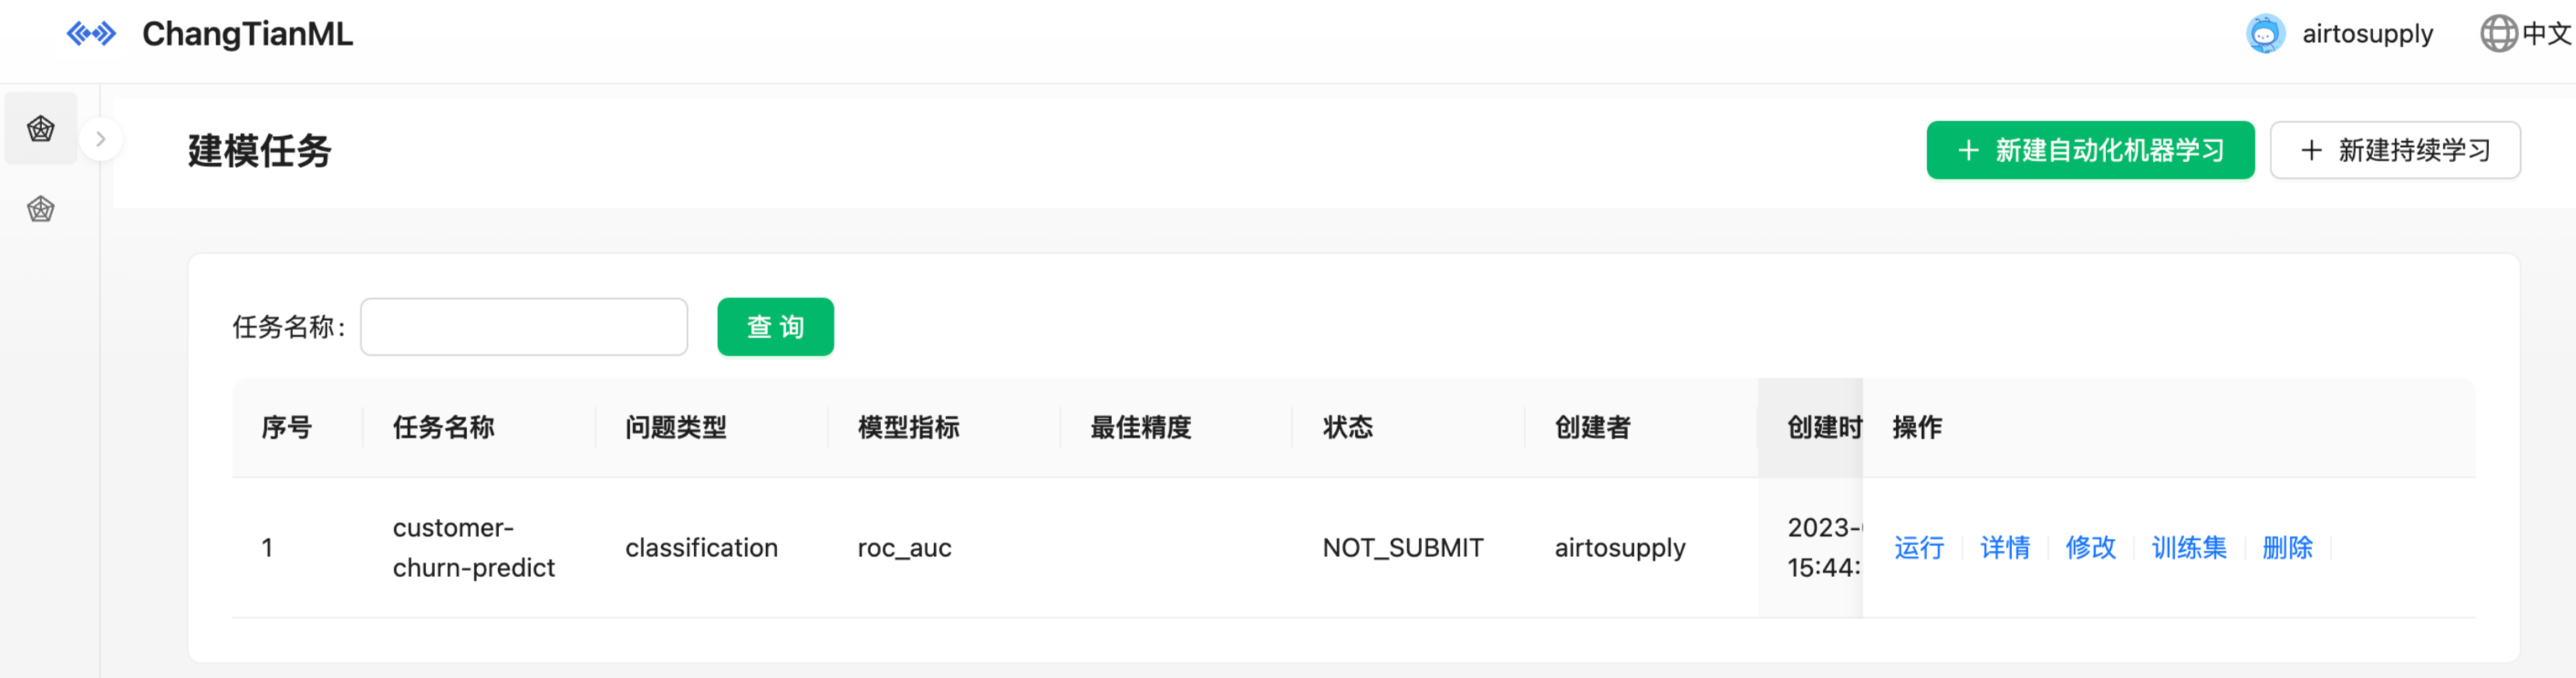 ChangTianML
airtosupply
中文
建模任务
+ 新建自动化机器学习
+ 新建持续学习
任务名称:
查 询
序号 任务名称 问题类型 模型指标 最佳精度 状态 创建者 创建时 操作
1 customer-churn-predict classification roc_auc NOT_SUBMIT airtosupply 2023- 15:44: 运行 详情 修改 训练集 删除